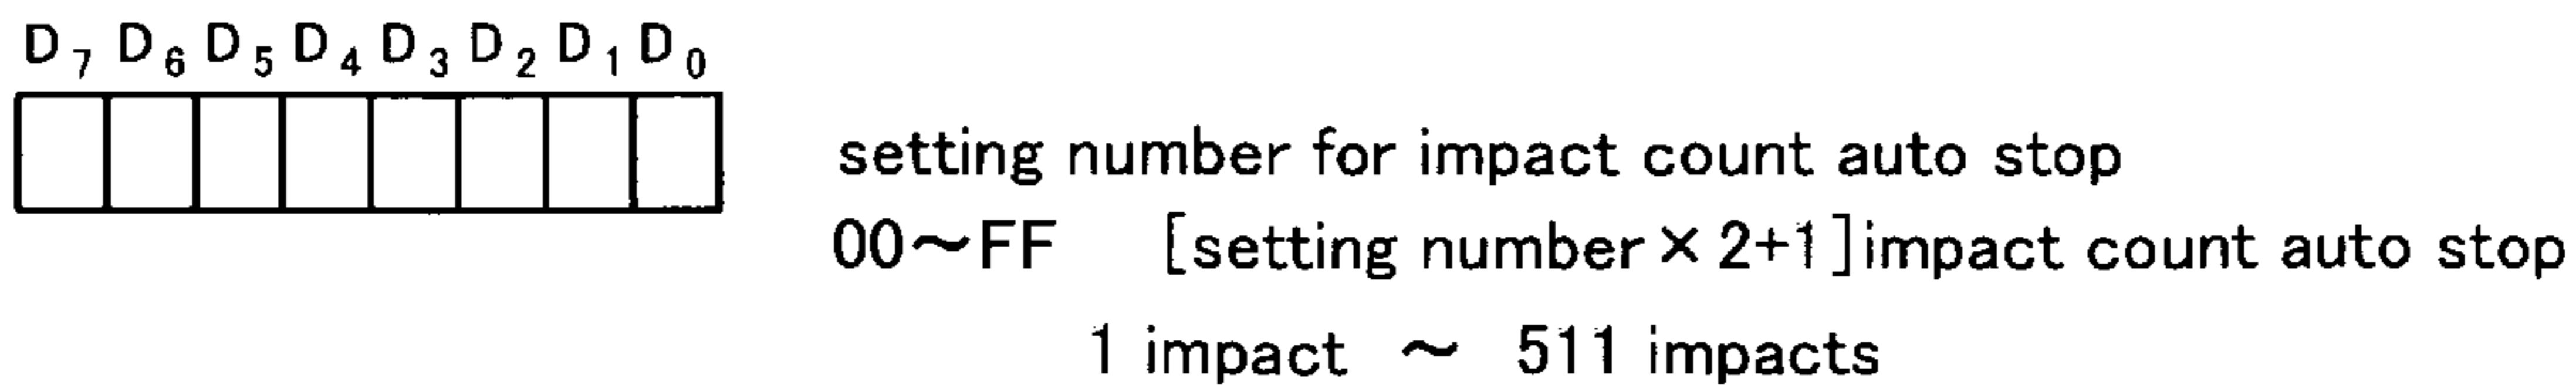 D₇ D₆ D₅ D₄ D₃ D₂ D₁ D₀
setting number for impact count auto stop
00～FF [setting number × 2+1]impact count auto stop
1 impact ～ 511 impacts